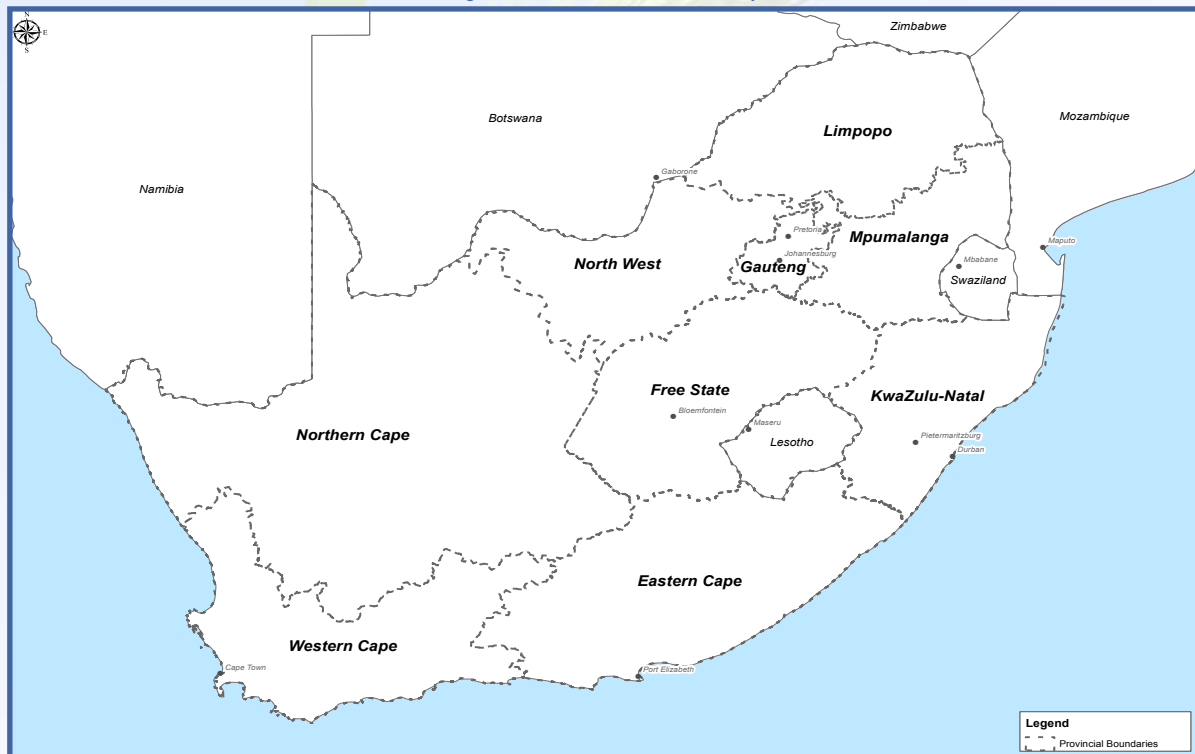 N
E
S
Zimbabwe
Botswana
Limpopo
Mozambique
Namibia
Gaborone
Pretoria
Mpumalanga
Maputo
North West
Gauteng
Johannesburg
Mbabane
Swaziland
Free State
KwaZulu-Natal
Bloemfontein
Maseru
Northern Cape
Lesotho
Pietermaritzburg
Durban
Eastern Cape
Western Cape
Cape Town
Port Elizabeth
Legend
Provincial Boundaries